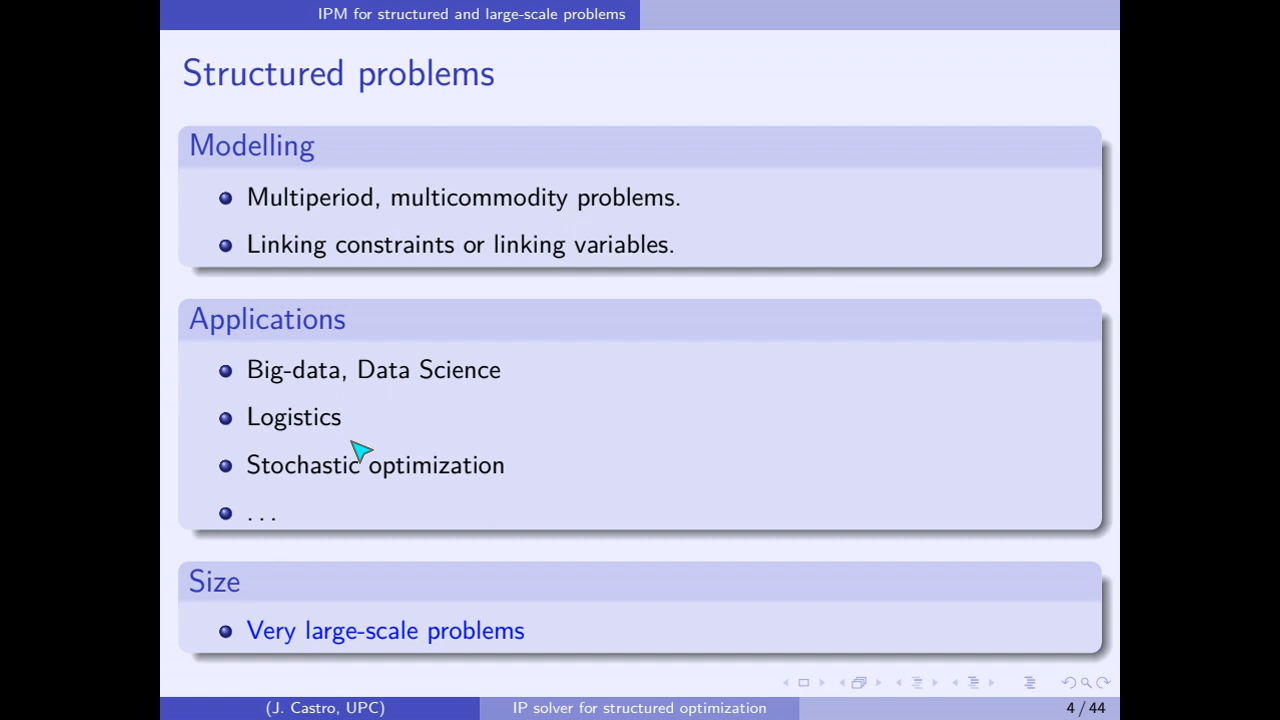 IPM for structured and large-scale problems
Structured problems
Modelling
Multiperiod, multicommodity problems.
Linking constraints or linking variables.
Applications
Big-data, Data Science
Logistics
Stochastic optimization
...
Size
Very large-scale problems
(J. Castro, UPC) IP solver for structured optimization 4 / 44